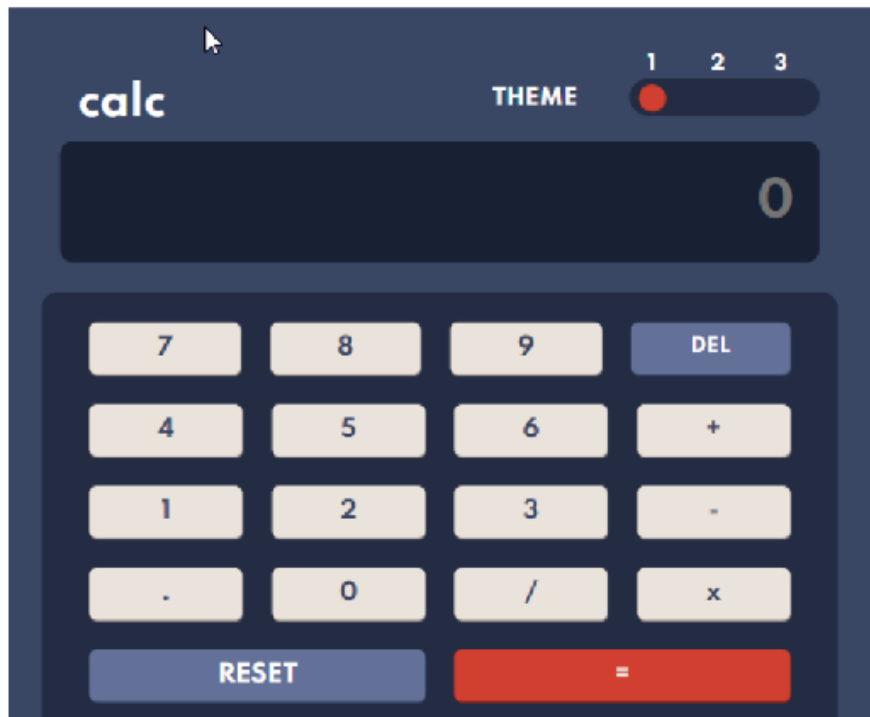 1 2 3
calc THEME
0
7 8 9 DEL
4 5 6 +
1 2 3 -
. 0 / x
RESET =